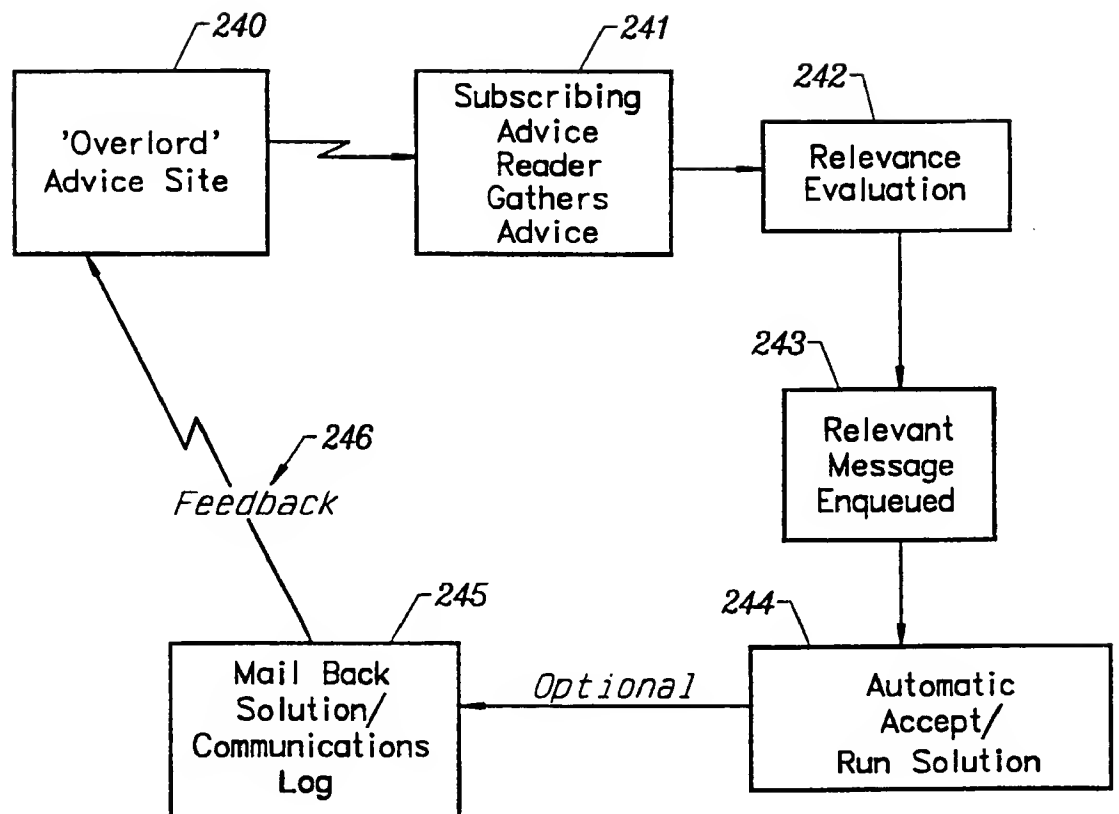 240
'Overlord'
Advice Site
241
Subscribing
Advice
Reader
Gathers
Advice
242
Relevance
Evaluation
243
Relevant
Message
Enqueued
244
Automatic
Accept/
Run Solution
Optional
245
Mail Back
Solution/
Communications
Log
246
Feedback